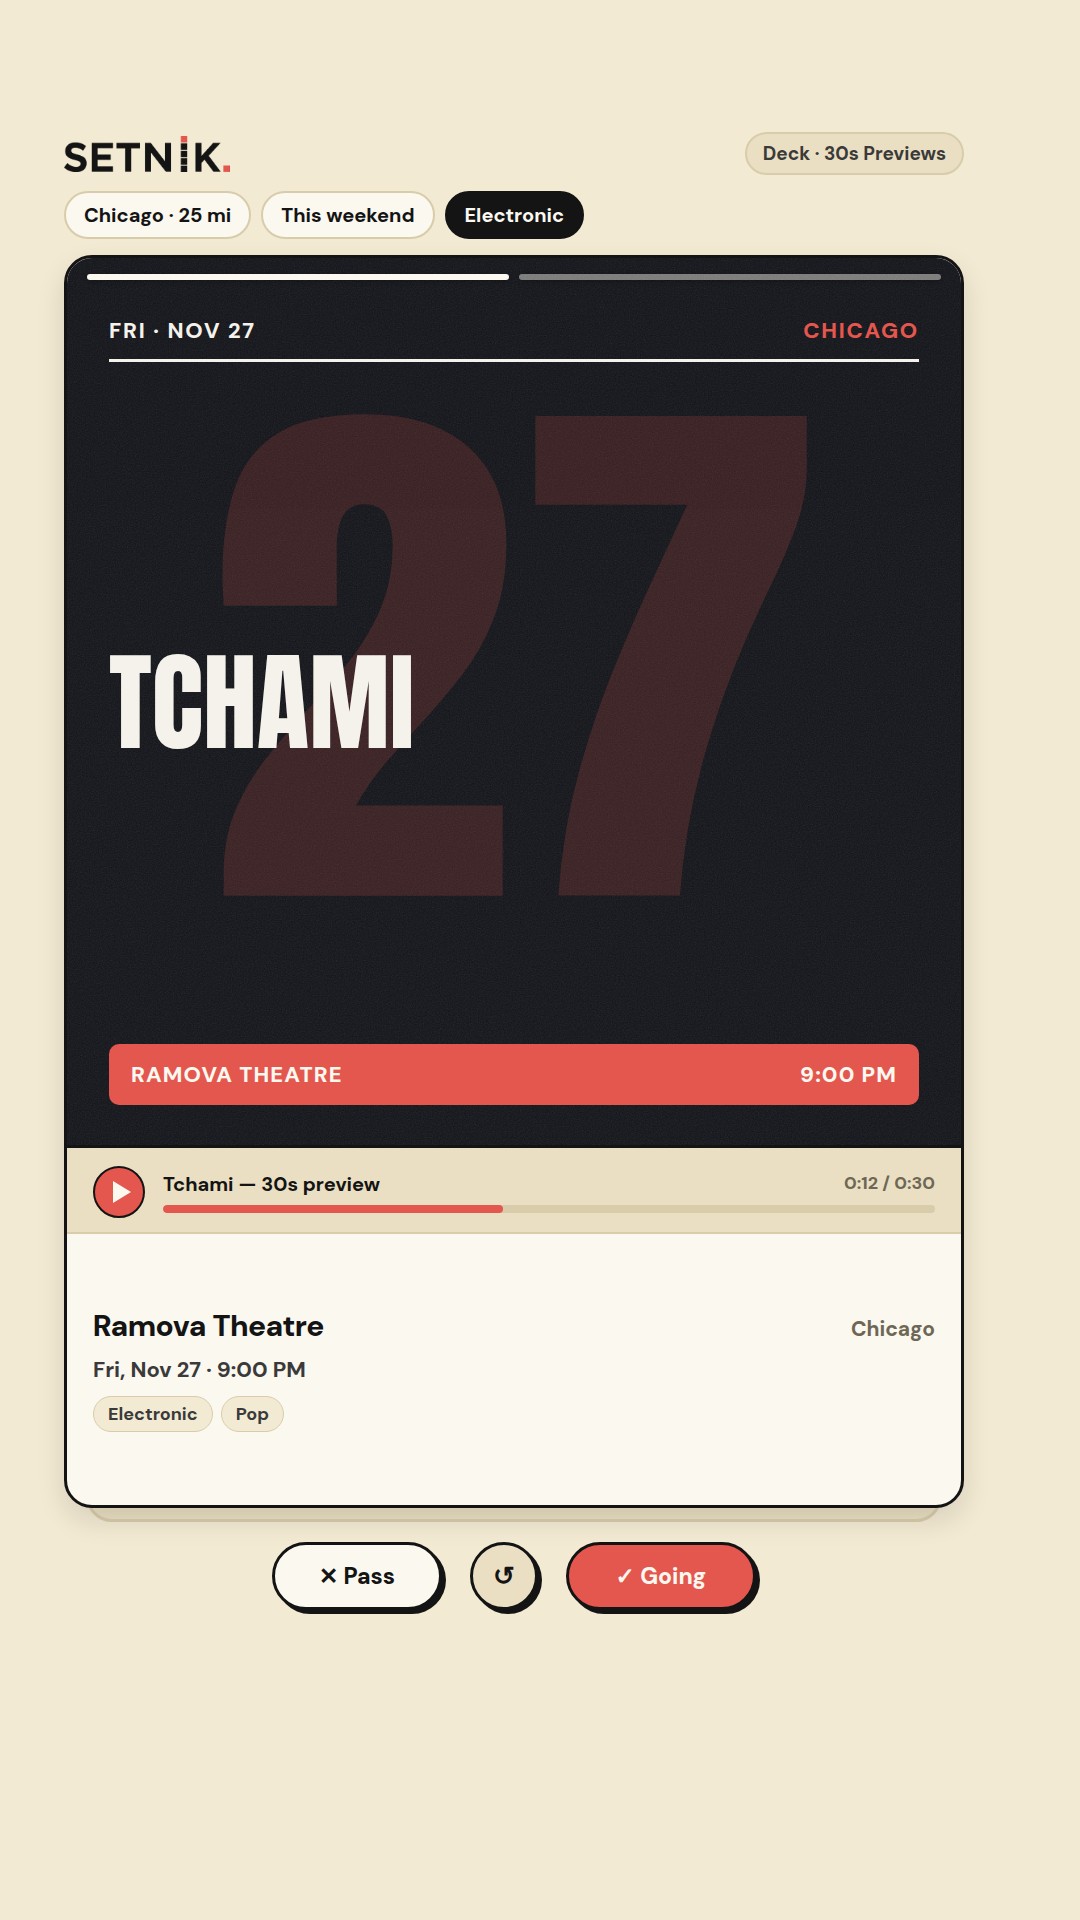 SETNIK.
Deck · 30s Previews
Chicago · 25 mi
This weekend
Electronic
FRI · NOV 27
CHICAGO
27
TCHAMI
RAMOVA THEATRE
9:00 PM
Tchami — 30s preview
0:12 / 0:30
Ramova Theatre
Chicago
Fri, Nov 27 · 9:00 PM
Electronic
Pop
✕ Pass
↺
✓ Going